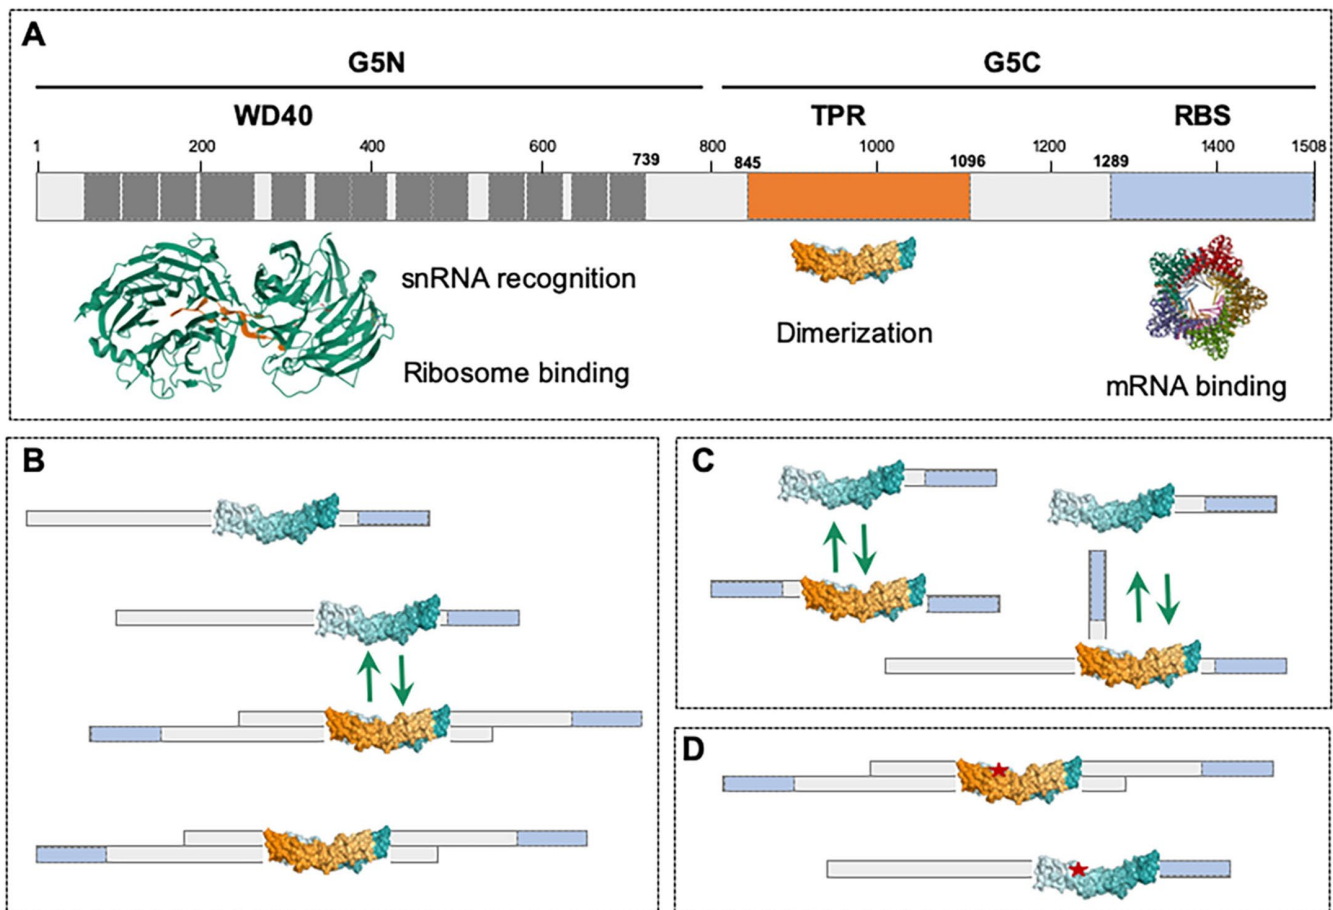 A
G5N G5C
WD40 TPR RBS
1 200 400 600 739 800 845 1000 1096 1200 1289 1400 1508
snRNA recognition
Ribosome binding
Dimerization
mRNA binding
B
C
D